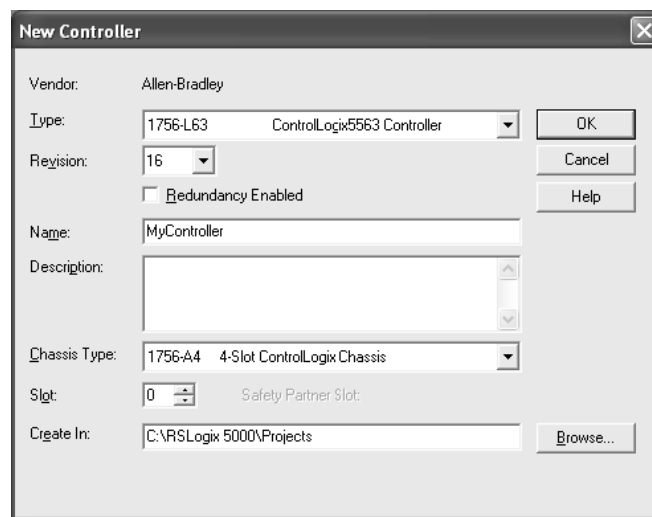 New Controller
Vendor: Allen-Bradley
Type: 1756-L63 ControlLogix5563 Controller OK
Revision: 16 Cancel
Redundancy Enabled Help
Name: MyController
Description:
Chassis Type: 1756-A4 4-Slot ControlLogix Chassis
Slot: 0 Safety Partner Slot:
Create In: C:\RSLogix 5000\Projects Browse...